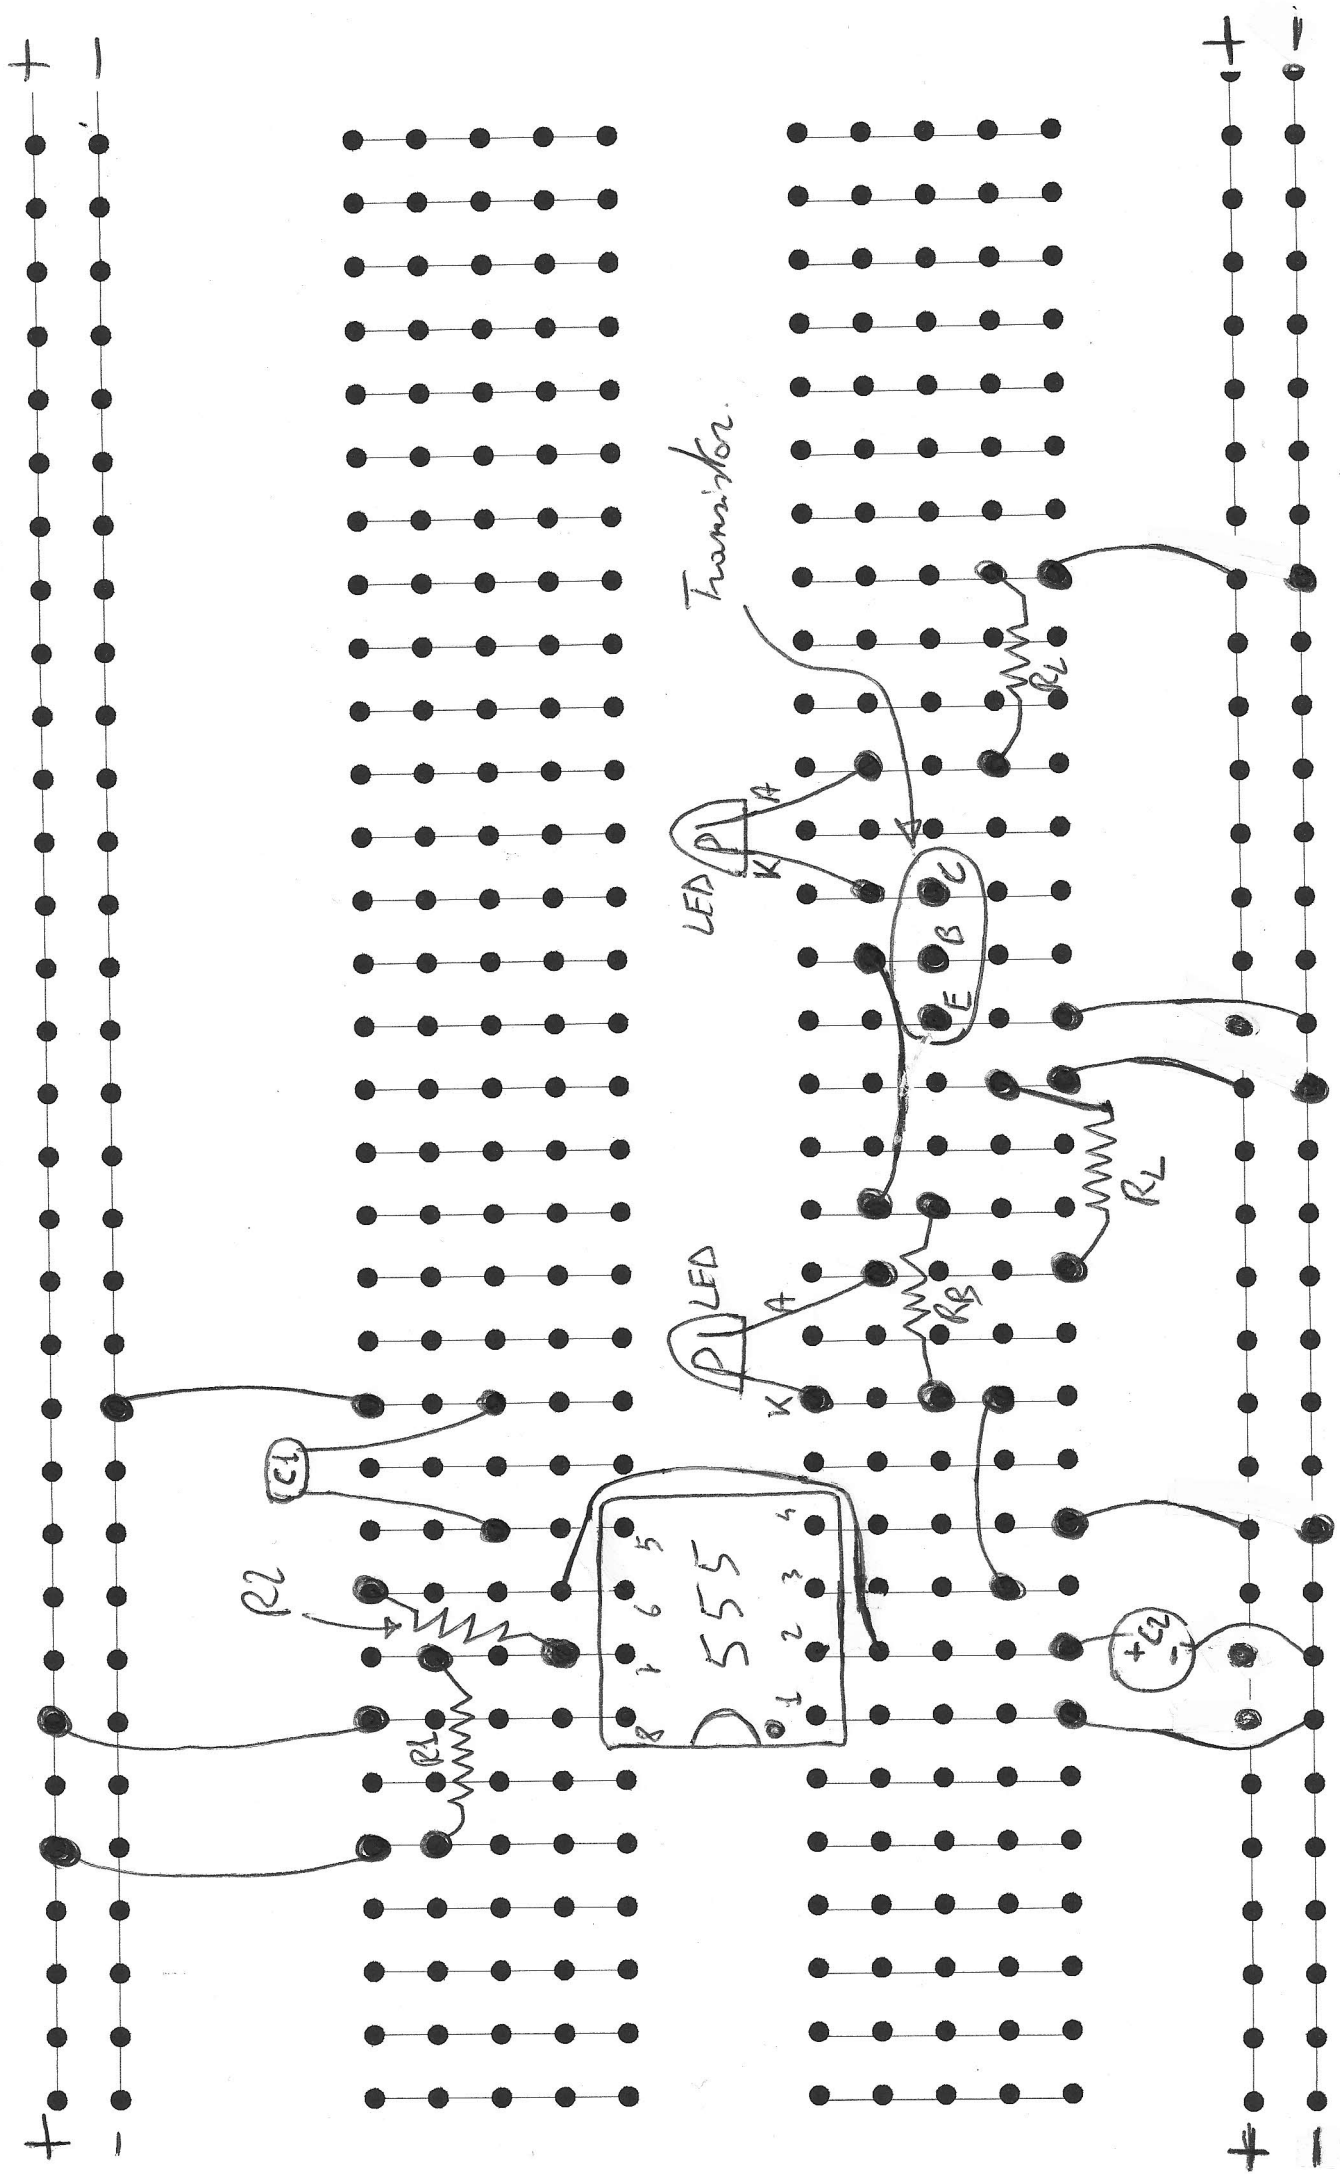 + -
+ -
Transistor.
RL
A
K
LED
C
B
E
RL
LED
A
K
RB
C1
R2
R1
5
6
7
8
555
4
3
2
1
+ C2 -
+ -
+ -